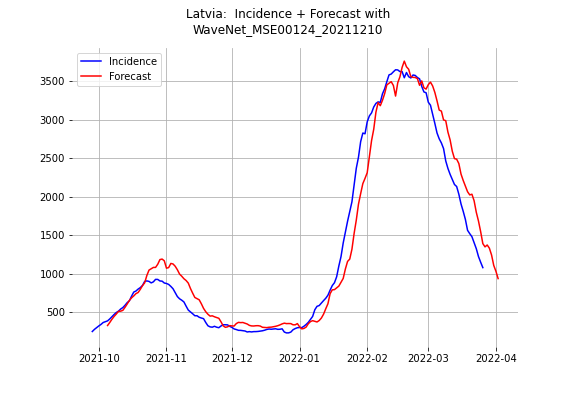 Latvia:  Incidence + Forecast with
WaveNet_MSE00124_20211210
Incidence
Forecast
3500
3000
2500
2000
1500
1000
500
2021-10 2021-11 2021-12 2022-01 2022-02 2022-03 2022-04